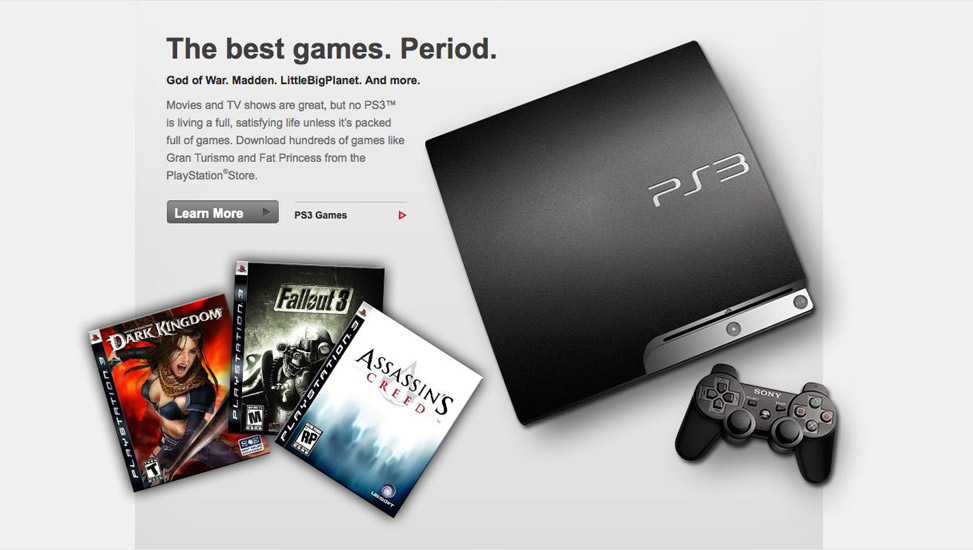 The best games. Period.
God of War. Madden. LittleBigPlanet. And more.
Movies and TV shows are great, but no PS3™
is living a full, satisfying life unless it's packed
full of games. Download hundreds of games like
Gran Turismo and Fat Princess from the
PlayStation®Store.
Learn More
PS3 Games
PS3
DARK KINGDOM
PLAYSTATION 3
T
Fallout 3
PLAYSTATION 3
M
ASSASSIN'S
CREED
PLAYSTATION 3
RP
UBISOFT
SONY
SELECT
START